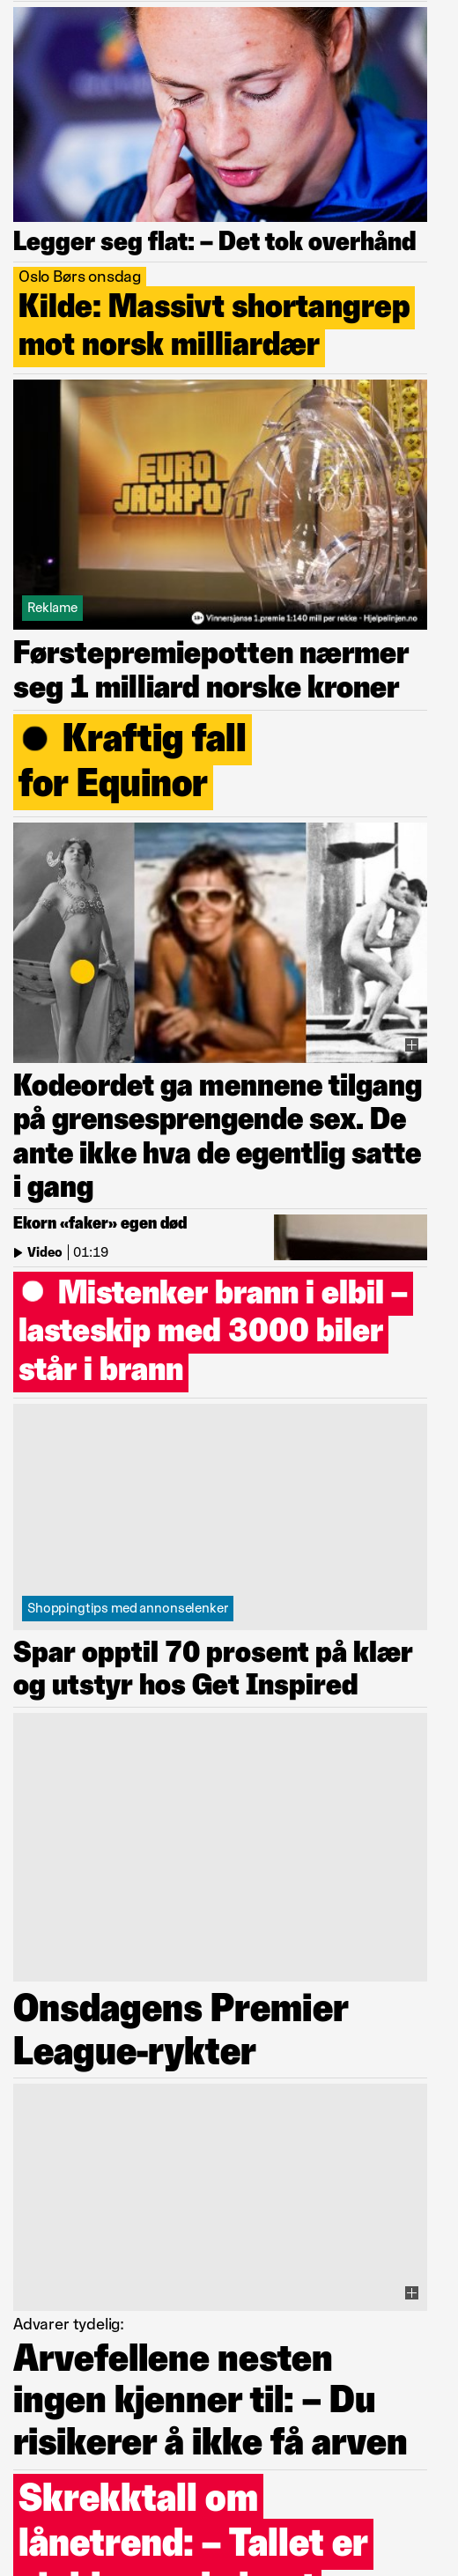 Legger seg flat: – Det tok overhånd
Oslo Børs onsdag
Kilde: Massivt shortangrep
mot norsk milliardær
EURO
JACKPOT
Reklame
18+ Vinnersjanse 1.premie 1:140 mill per rekke - Hjelpelinjen.no
Førstepremiepotten nærmer
seg 1 milliard norske kroner
Kraftig fall
for Equinor
Kodeordet ga mennene tilgang
på grensesprengende sex. De
ante ikke hva de egentlig satte
i gang
Ekorn «faker» egen død
Video | 01:19
Mistenker brann i elbil –
lasteskip med 3000 biler
står i brann
Shoppingtips med annonselenker
Spar opptil 70 prosent på klær
og utstyr hos Get Inspired
Onsdagens Premier
League-rykter
Advarer tydelig:
Arvefellene nesten
ingen kjenner til: – Du
risikerer å ikke få arven
Skrekktall om
lånetrend: – Tallet er